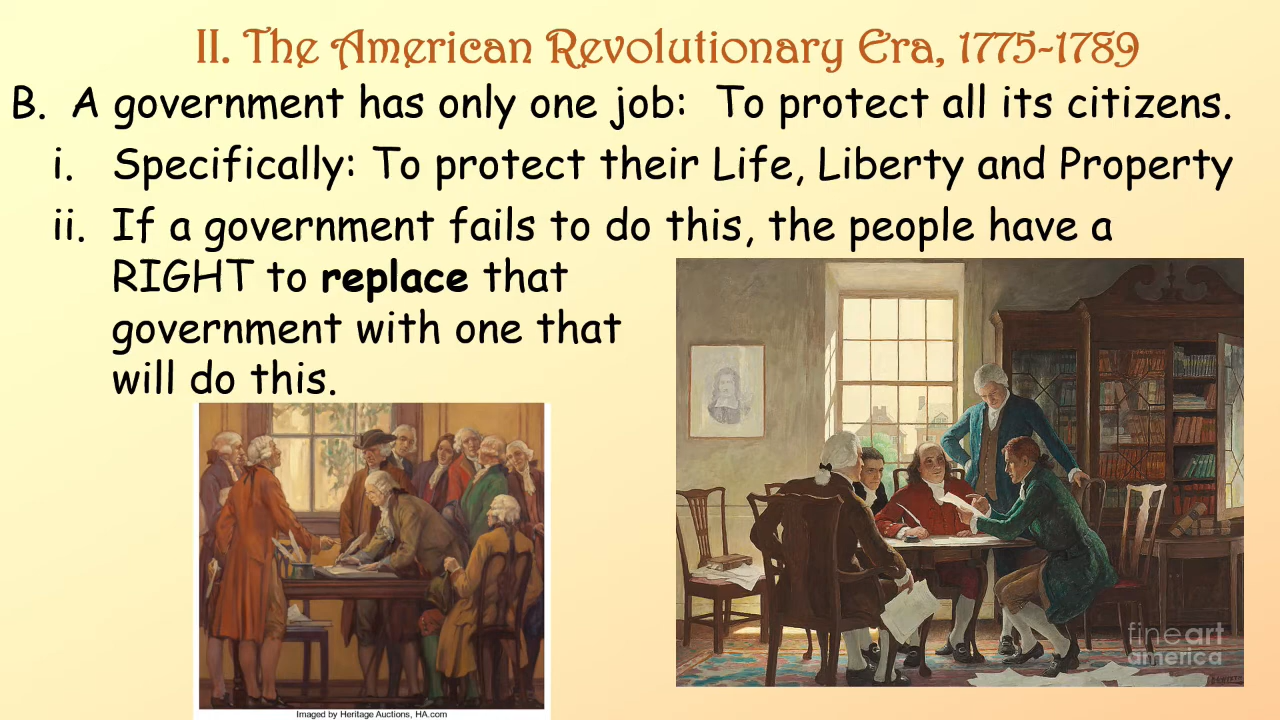 II. The American Revolutionary Era, 1775-1789
B. A government has only one job: To protect all its citizens.
i. Specifically: To protect their Life, Liberty and Property
ii. If a government fails to do this, the people have a
RIGHT to replace that
government with one that
will do this.
fineart
america
Imaged by Heritage Auctions, HA.com